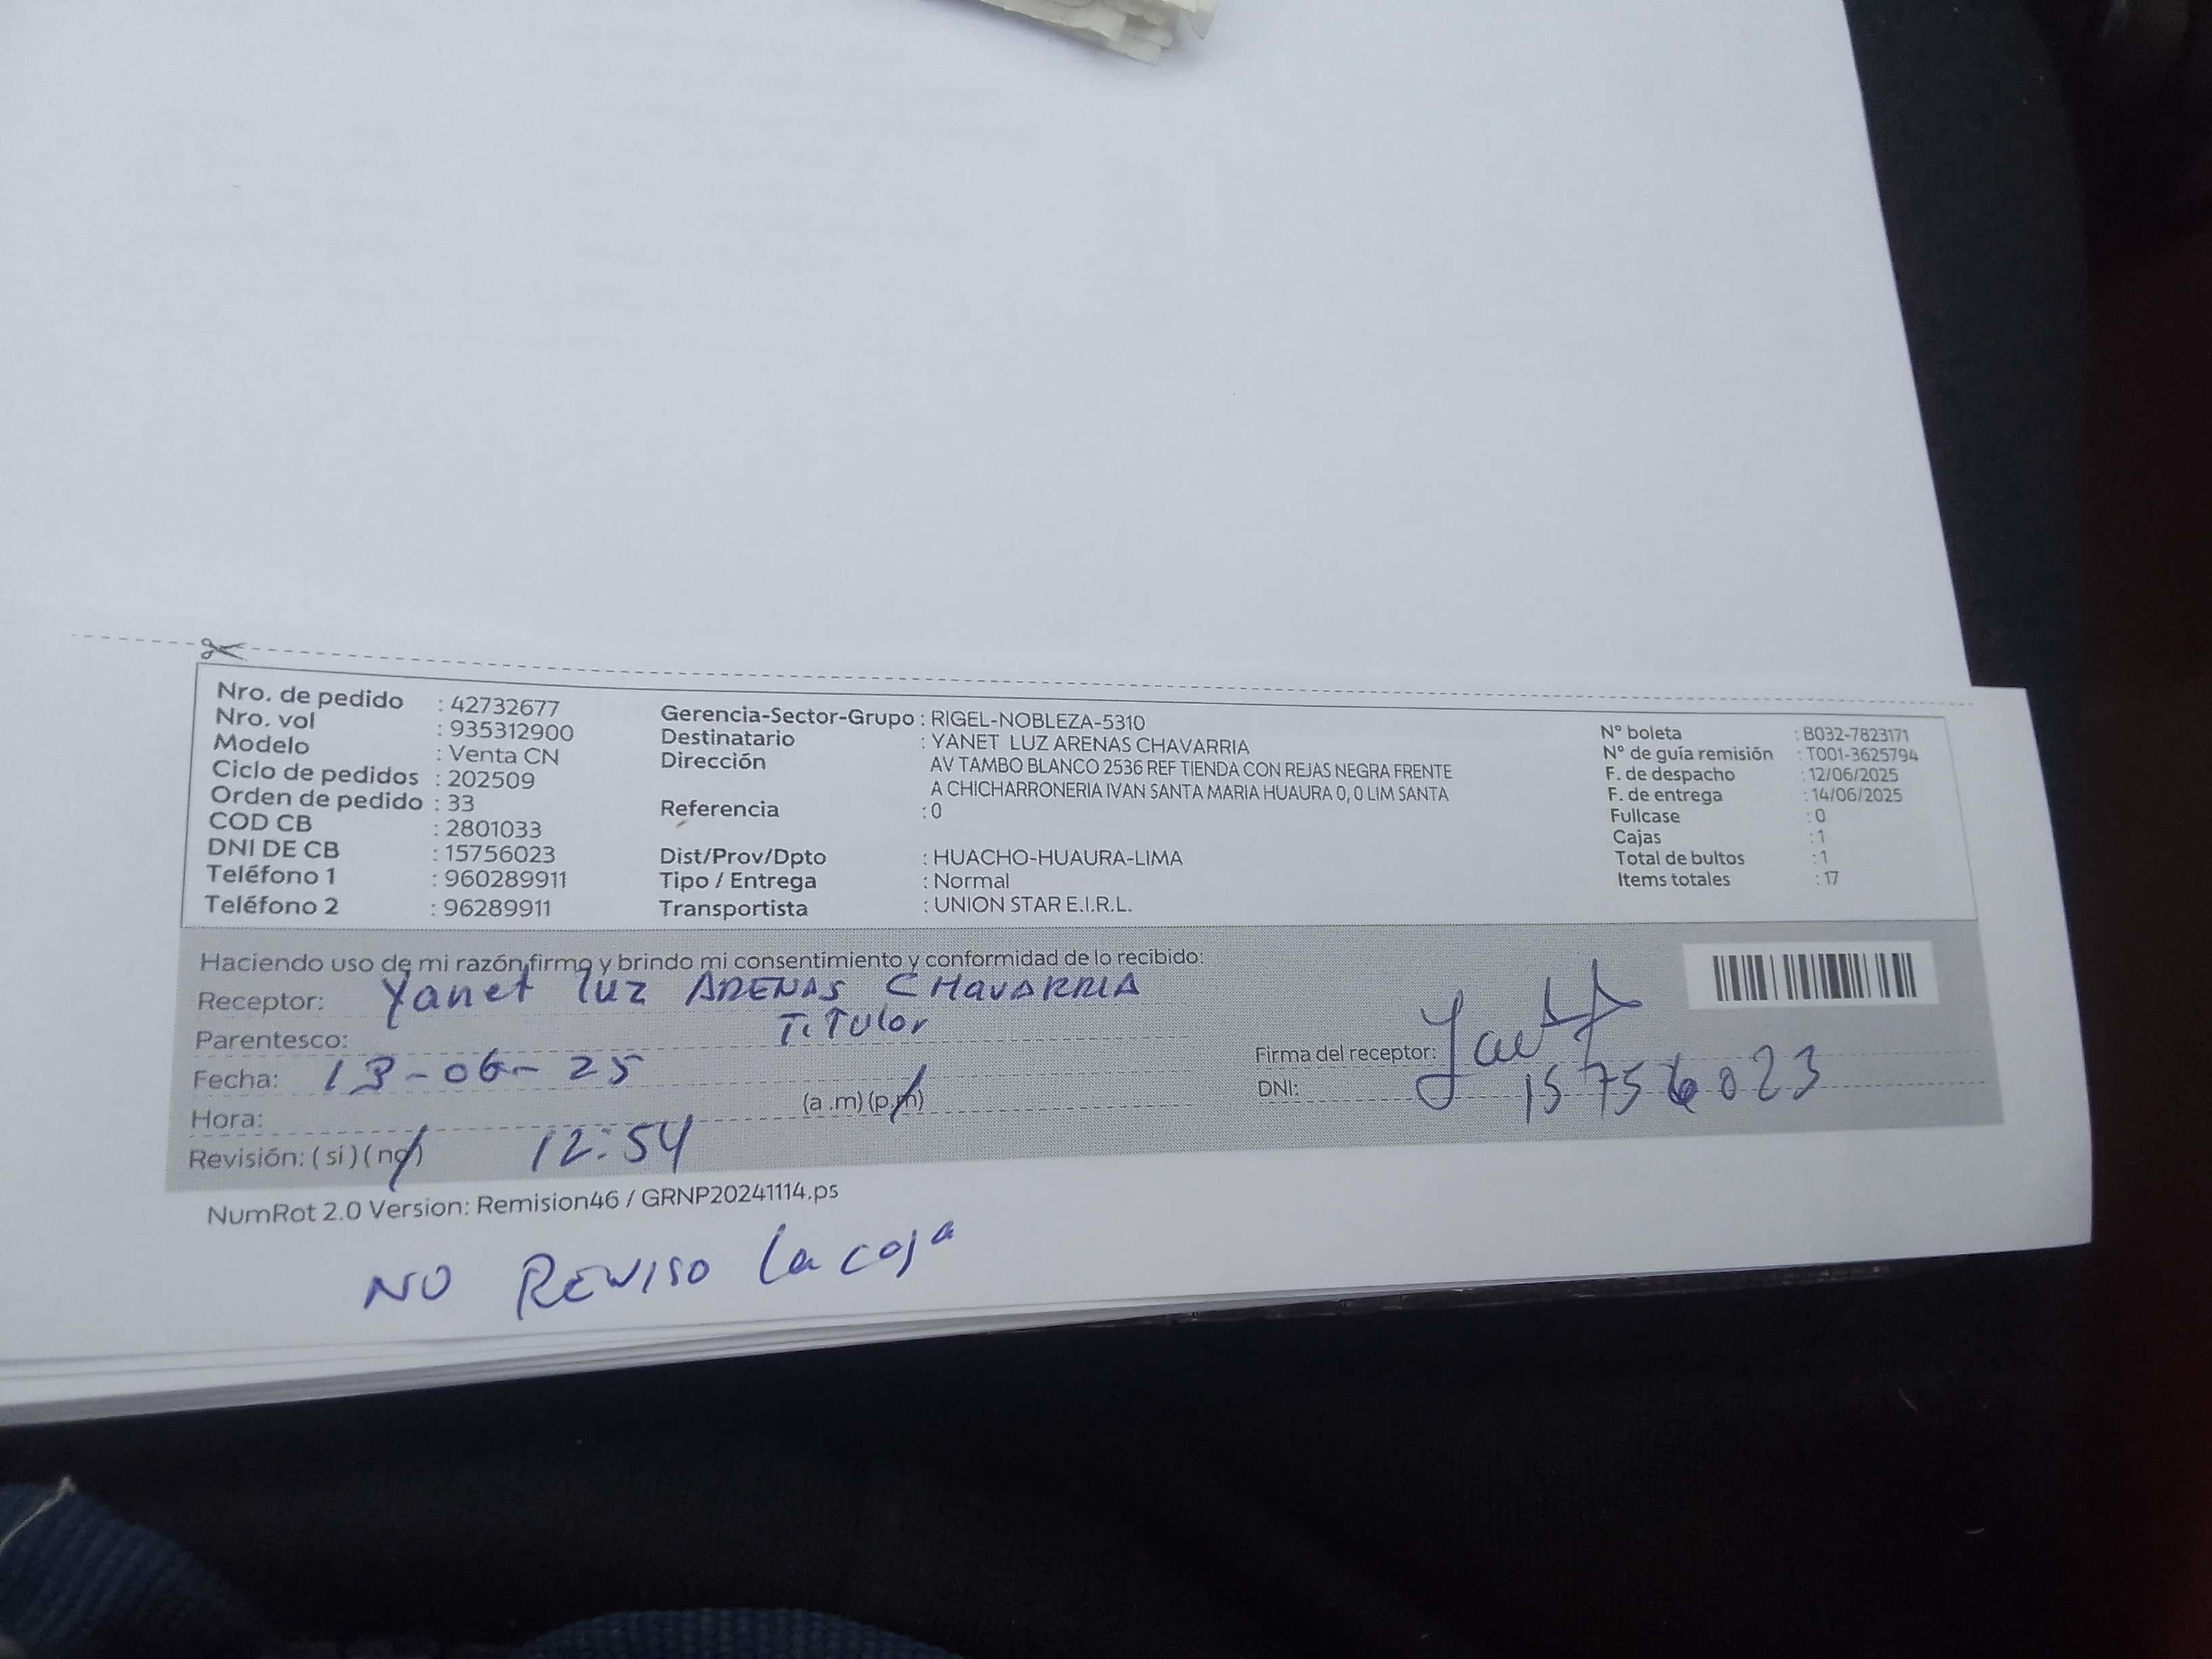 Nro. de pedido : 42732677
Nro. vol : 935312900
Modelo : Venta CN
Ciclo de pedidos : 202509
Orden de pedido : 33
COD CB : 2801033
DNI DE CB : 15756023
Teléfono 1 : 960289911
Teléfono 2 : 96289911
Gerencia-Sector-Grupo : RIGEL-NOBLEZA-5310
Destinatario : YANET LUZ ARENAS CHAVARRIA
Dirección AV TAMBO BLANCO 2536 REF TIENDA CON REJAS NEGRA FRENTE
A CHICHARRONERIA IVAN SANTA MARIA HUAURA 0, 0 LIM SANTA
Referencia : 0
Dist/Prov/Dpto : HUACHO-HUAURA-LIMA
Tipo / Entrega : Normal
Transportista : UNION STAR E.I.R.L.
N° boleta : B032-7823171
N° de guía remisión : T001-3625794
F. de despacho : 12/06/2025
F. de entrega : 14/06/2025
Fullcase : 0
Cajas : 1
Total de bultos : 1
Items totales : 17
Haciendo uso de mi razón firmo y brindo mi consentimiento y conformidad de lo recibido:
Receptor: Yanet luz ARENAS CHavARRIA
Parentesco: TiTulor
Fecha: 13-06-25
Hora: (a .m) (p.m)
Revisión: ( si ) ( no ) 12:54
Firma del receptor:
DNI: 15756023
NumRot 2.0 Version: Remision46 / GRNP20241114.ps
NO REVISO la caja